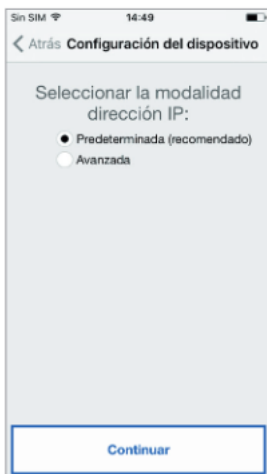 Sin SIM 14:49
Atrás Configuración del dispositivo
Seleccionar la modalidad
dirección IP:
Predeterminada (recomendado)
Avanzada
Continuar